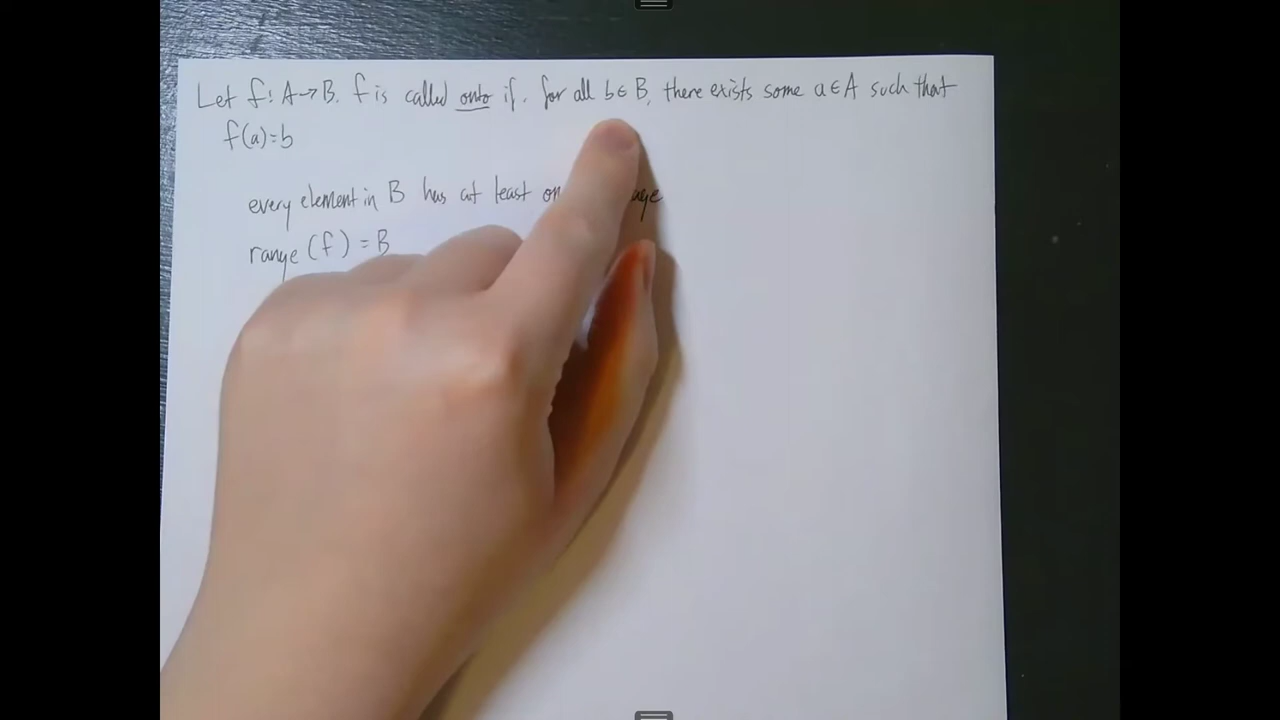 Let f: A→B. f is called onto if, for all b∈B, there exists some a∈A such that
f(a)=b
every element in B has at least
range (f) = B